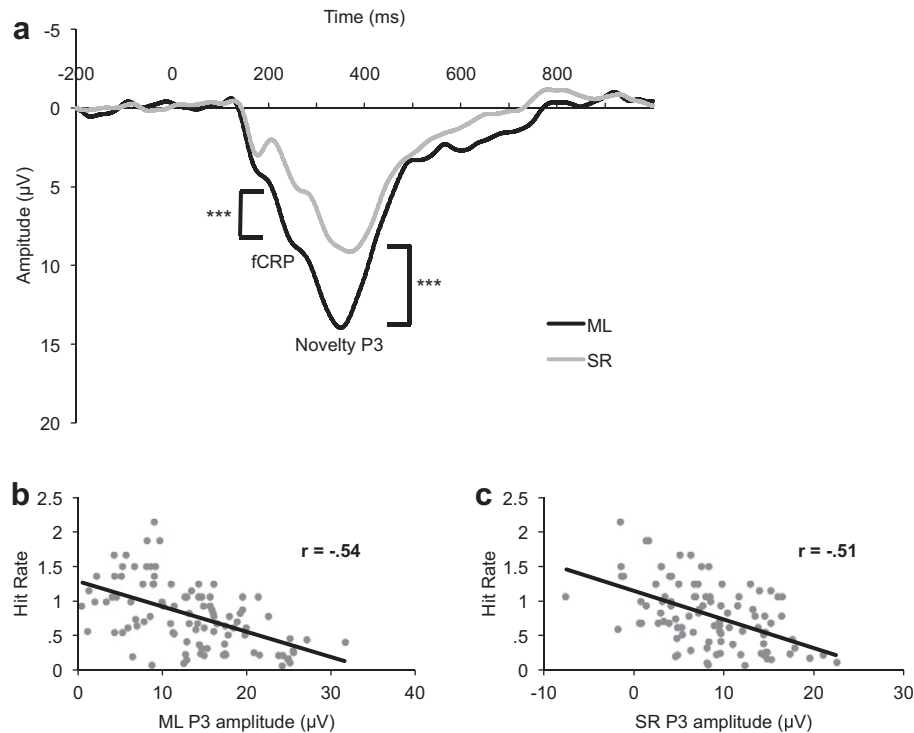 a
Time (ms)
-5
-200 0 200 400 600 800
0
5
10
15
20
Ampitude (µV)
***
fCRP
***
Novelty P3
ML
SR
b
2.5
2
1.5
1
.5
0
Hit Rate
r = -.54
0 10 20 30 40
ML P3 amplitude (µV)
c
2.5
2
1.5
1
.5
0
Hit Rate
r = -.51
-10 0 10 20 30
SR P3 amplitude (µV)